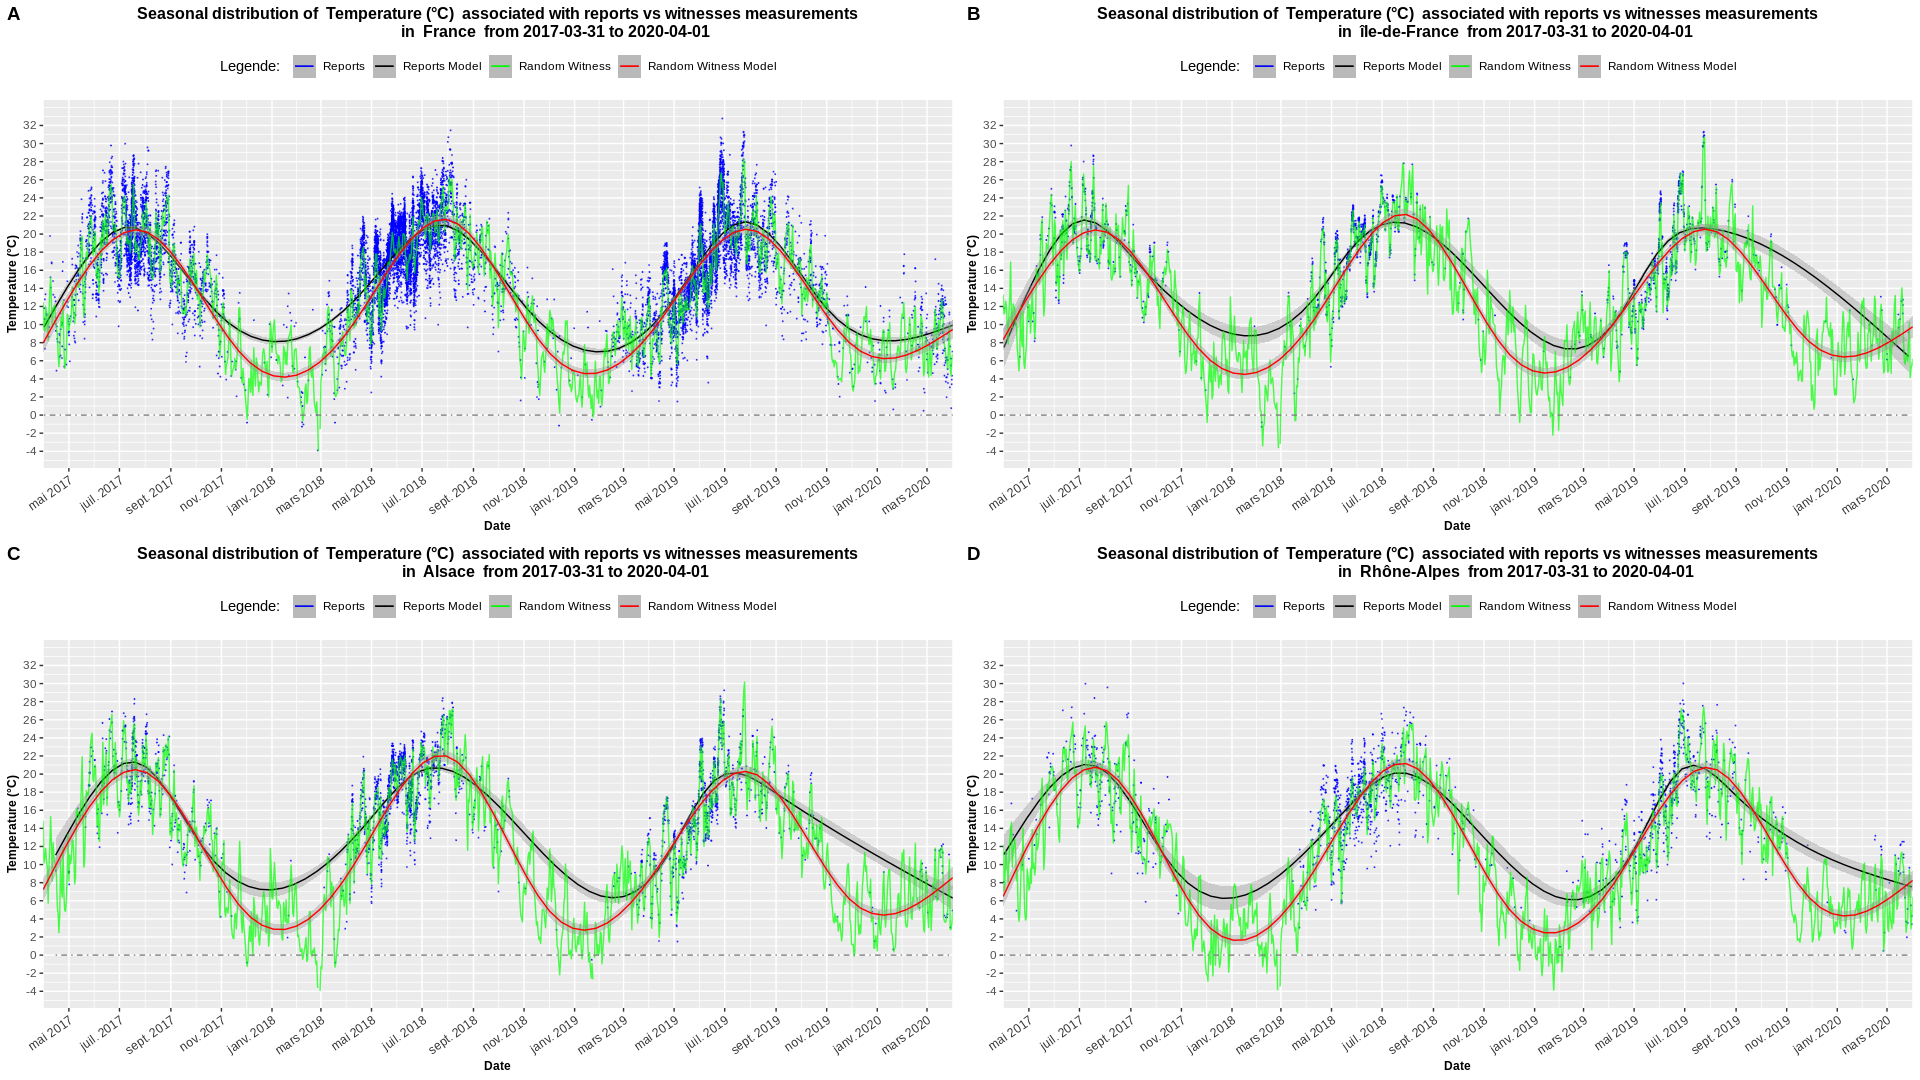 A
Seasonal distribution of Temperature (°C) associated with reports vs witnesses measurements
in France from 2017-03-31 to 2020-04-01
Legende: Reports Reports Model Random Witness Random Witness Model
Temperature (°C)
32
30
28
26
24
22
20
18
16
14
12
10
8
6
4
2
0
-2
-4
mai 2017 juil. 2017 sept. 2017 nov. 2017 janv. 2018 mars 2018 mai 2018 juil. 2018 sept. 2018 nov. 2018 janv. 2019 mars 2019 mai 2019 juil. 2019 sept. 2019 nov. 2019 janv. 2020 mars 2020
Date
B
Seasonal distribution of Temperature (°C) associated with reports vs witnesses measurements
in île-de-France from 2017-03-31 to 2020-04-01
Legende: Reports Reports Model Random Witness Random Witness Model
Temperature (°C)
32
30
28
26
24
22
20
18
16
14
12
10
8
6
4
2
0
-2
-4
mai 2017 juil. 2017 sept. 2017 nov. 2017 janv. 2018 mars 2018 mai 2018 juil. 2018 sept. 2018 nov. 2018 janv. 2019 mars 2019 mai 2019 juil. 2019 sept. 2019 nov. 2019 janv. 2020 mars 2020
Date
C
Seasonal distribution of Temperature (°C) associated with reports vs witnesses measurements
in Alsace from 2017-03-31 to 2020-04-01
Legende: Reports Reports Model Random Witness Random Witness Model
Temperature (°C)
32
30
28
26
24
22
20
18
16
14
12
10
8
6
4
2
0
-2
-4
mai 2017 juil. 2017 sept. 2017 nov. 2017 janv. 2018 mars 2018 mai 2018 juil. 2018 sept. 2018 nov. 2018 janv. 2019 mars 2019 mai 2019 juil. 2019 sept. 2019 nov. 2019 janv. 2020 mars 2020
Date
D
Seasonal distribution of Temperature (°C) associated with reports vs witnesses measurements
in Rhône-Alpes from 2017-03-31 to 2020-04-01
Legende: Reports Reports Model Random Witness Random Witness Model
Temperature (°C)
32
30
28
26
24
22
20
18
16
14
12
10
8
6
4
2
0
-2
-4
mai 2017 juil. 2017 sept. 2017 nov. 2017 janv. 2018 mars 2018 mai 2018 juil. 2018 sept. 2018 nov. 2018 janv. 2019 mars 2019 mai 2019 juil. 2019 sept. 2019 nov. 2019 janv. 2020 mars 2020
Date